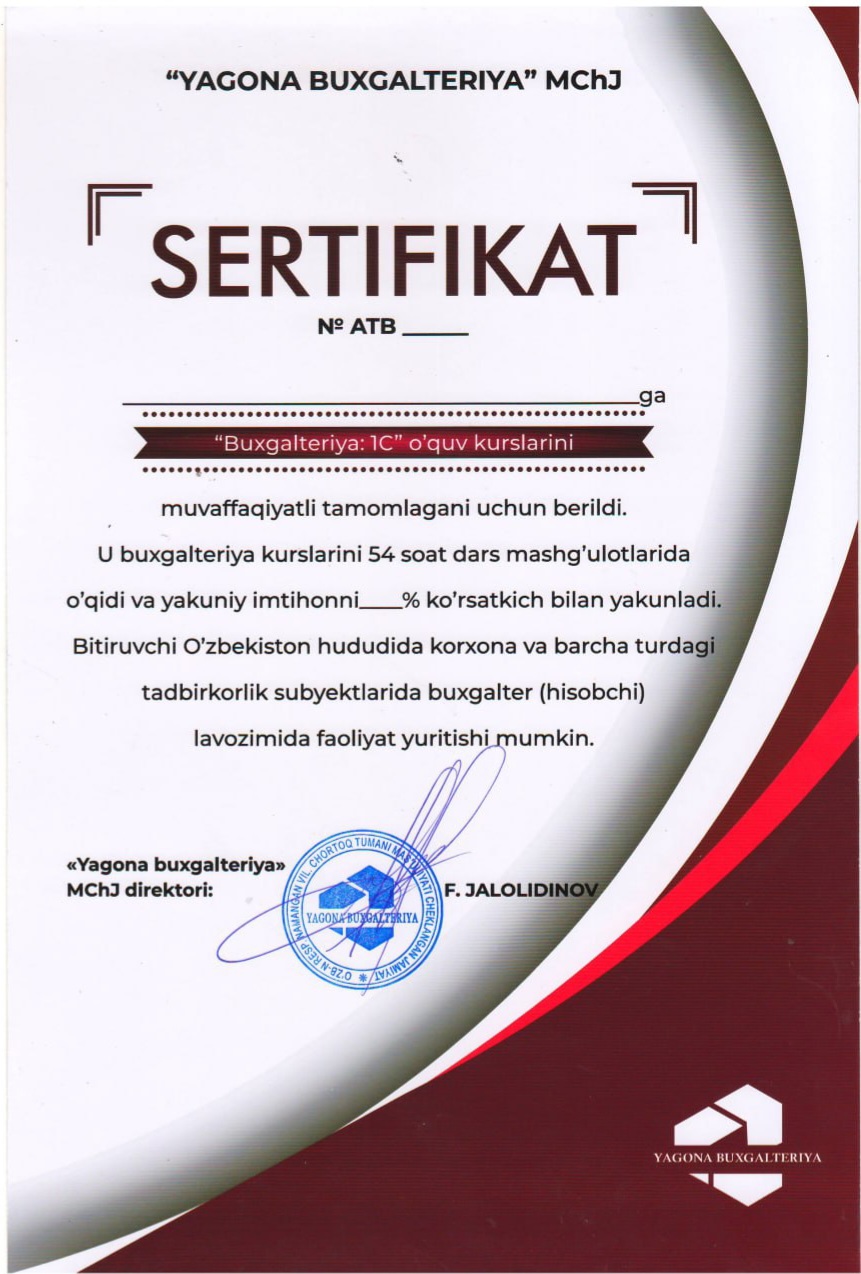 “YAGONA BUXGALTERIYA” MChJ
SERTIFIKAT
№ ATB ______
_______________________________________________ga
“Buxgalteriya: 1C” o’quv kurslarini
muvaffaqiyatli tamomlagani uchun berildi.
U buxgalteriya kurslarini 54 soat dars mashg’ulotlarida
o’qidi va yakuniy imtihonni____% ko’rsatkich bilan yakunladi.
Bitiruvchi O’zbekiston hududida korxona va barcha turdagi
tadbirkorlik subyektlarida buxgalter (hisobchi)
lavozimida faoliyat yuritishi mumkin.
«Yagona buxgalteriya»
MChJ direktori:
F. JALOLIDINOV
O'ZB-N RESP NAMANGAN VIL. CHORTOQ TUMANI MAS'ULIYATI CHEKLANGAN JAMIYAT
YAGONA BUXGALTERIYA
YAGONA BUXGALTERIYA